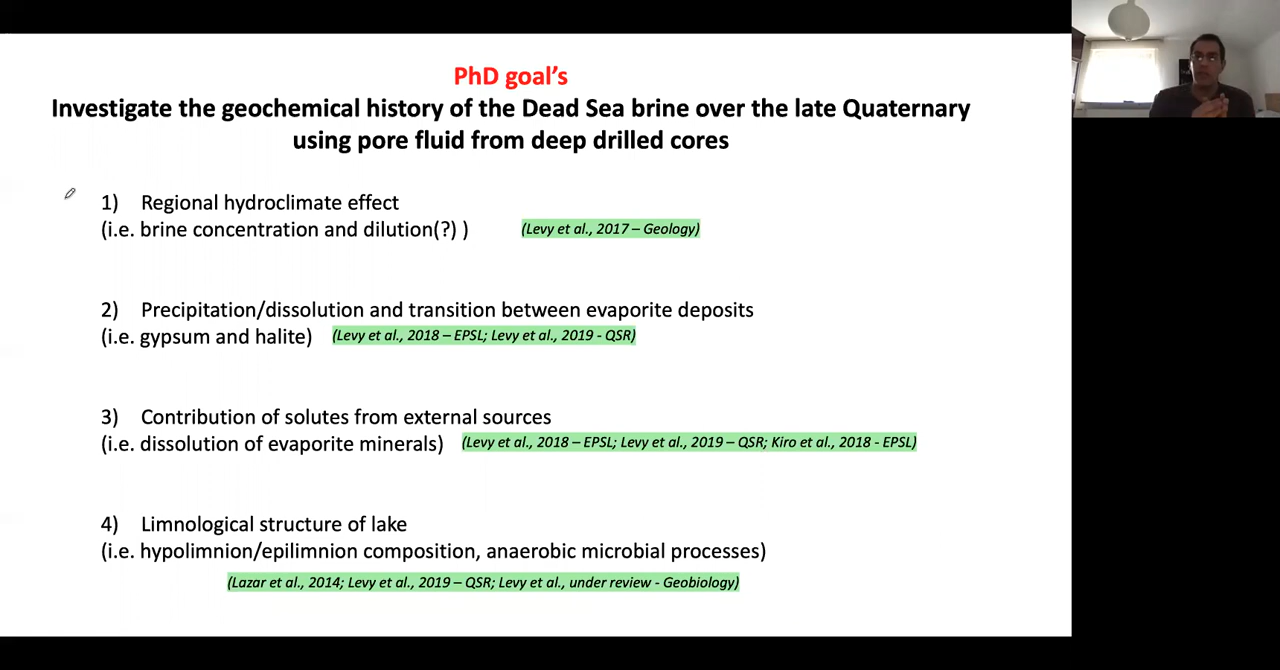 PhD goal's
Investigate the geochemical history of the Dead Sea brine over the late Quaternary
using pore fluid from deep drilled cores
1) Regional hydroclimate effect
(i.e. brine concentration and dilution(?) ) (Levy et al., 2017 – Geology)
2) Precipitation/dissolution and transition between evaporite deposits
(i.e. gypsum and halite) (Levy et al., 2018 – EPSL; Levy et al., 2019 - QSR)
3) Contribution of solutes from external sources
(i.e. dissolution of evaporite minerals) (Levy et al., 2018 – EPSL; Levy et al., 2019 – QSR; Kiro et al., 2018 - EPSL)
4) Limnological structure of lake
(i.e. hypolimnion/epilimnion composition, anaerobic microbial processes)
(Lazar et al., 2014; Levy et al., 2019 – QSR; Levy et al., under review - Geobiology)